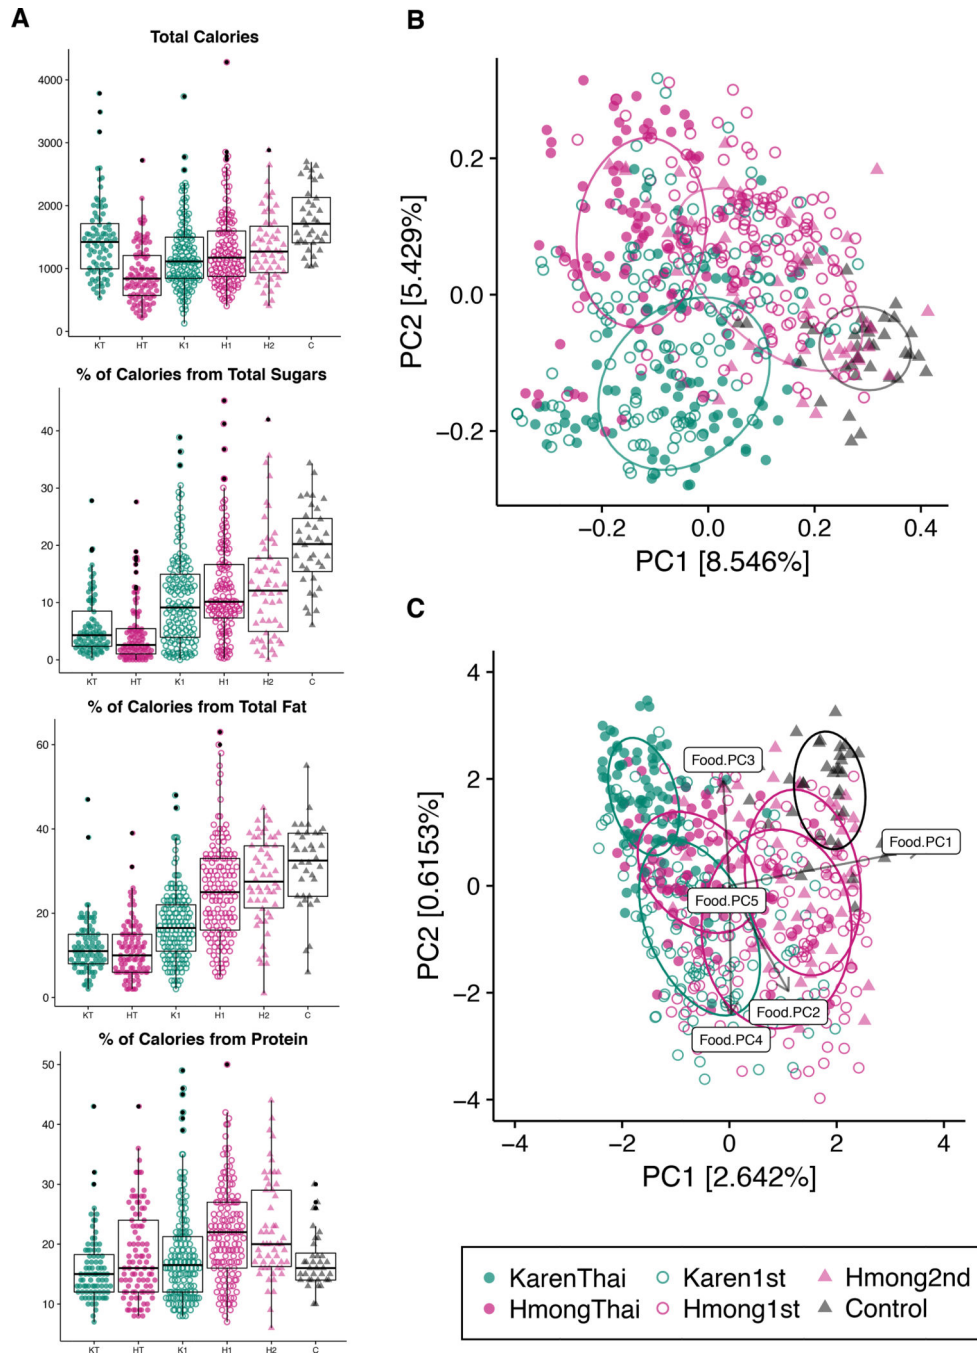 A
Total Calories
4000
3000
2000
1000
0
KT HT K1 H1 H2 C
% of Calories from Total Sugars
40
30
20
10
0
KT HT K1 H1 H2 C
% of Calories from Total Fat
60
40
20
0
KT HT K1 H1 H2 C
% of Calories from Protein
50
40
30
20
10
KT HT K1 H1 H2 C
B
PC2 [5.429%]
0.2
0.0
−0.2
−0.2 0.0 0.2 0.4
PC1 [8.546%]
C
PC2 [0.6153%]
4
2
0
−2
−4
Food.PC3
Food.PC1
Food.PC5
Food.PC2
Food.PC4
−4 −2 0 2 4
PC1 [2.642%]
KarenThai Karen1st Hmong2nd
HmongThai Hmong1st Control